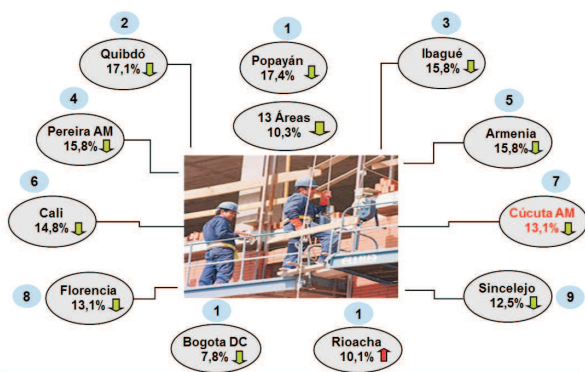 2
Quibdó
17,1%
1
Popayán
17,4%
3
Ibagué
15,8%
13 Áreas
10,3%
4
Pereira AM
15,8%
5
Armenia
15,8%
6
Cali
14,8%
7
Cúcuta AM
13,1%
8
Florencia
13,1%
Sincelejo
12,5%
9
1
Bogota DC
7,8%
1
Rioacha
10,1%